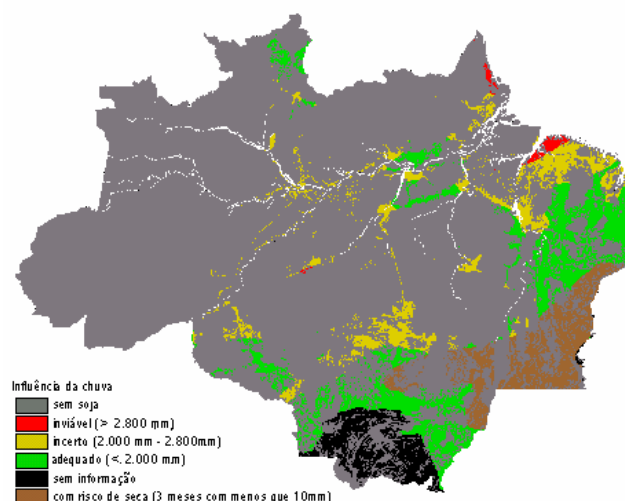 Influência da chuva
sem soja
inviável (> 2.800 mm)
incerto (2.000 mm - 2.800mm)
adequado (<. 2.000 mm)
sem informação
com risco de seca (3 meses com menos que 10mm)